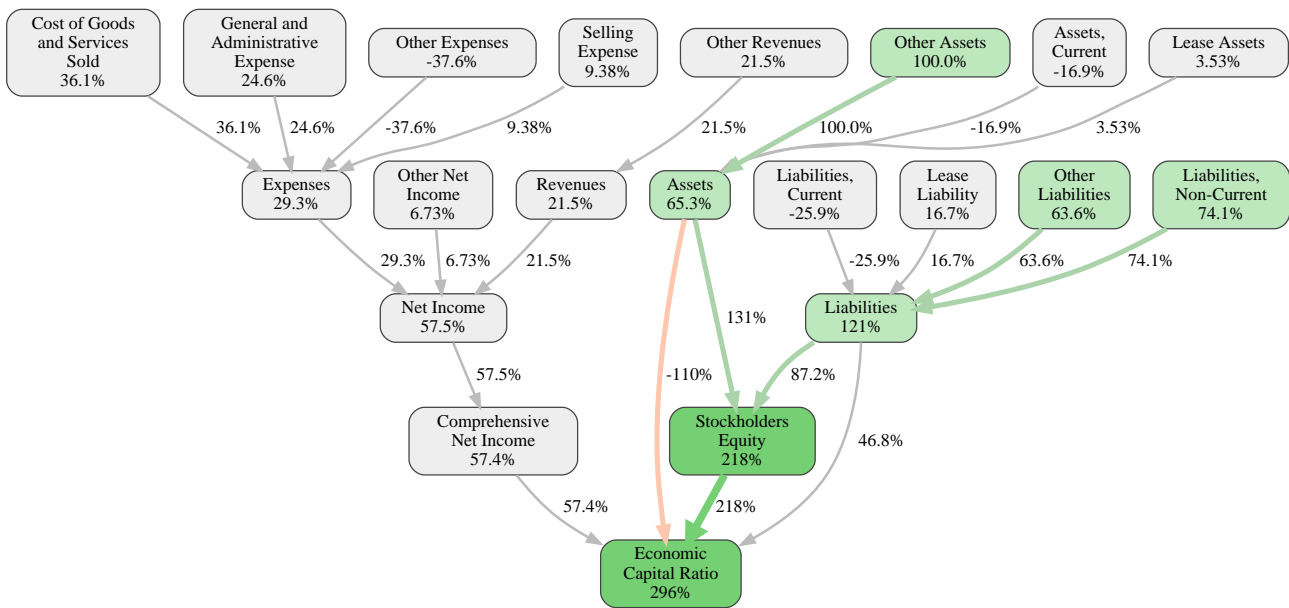 Cost of Goods
and Services
Sold
36.1%
General and
Administrative
Expense
24.6%
Other Expenses
-37.6%
Selling
Expense
9.38%
Other Revenues
21.5%
Other Assets
100.0%
Assets,
Current
-16.9%
Lease Assets
3.53%
36.1%
24.6%
-37.6%
9.38%
21.5%
100.0%
-16.9%
3.53%
Expenses
29.3%
Other Net
Income
6.73%
Revenues
21.5%
Assets
65.3%
Liabilities,
Current
-25.9%
Lease
Liability
16.7%
Other
Liabilities
63.6%
Liabilities,
Non-Current
74.1%
29.3%
6.73%
21.5%
-25.9%
16.7%
63.6%
74.1%
Net Income
57.5%
131%
Liabilities
121%
57.5%
-110%
87.2%
Comprehensive
Net Income
57.4%
Stockholders
Equity
218%
46.8%
57.4%
218%
Economic
Capital Ratio
296%